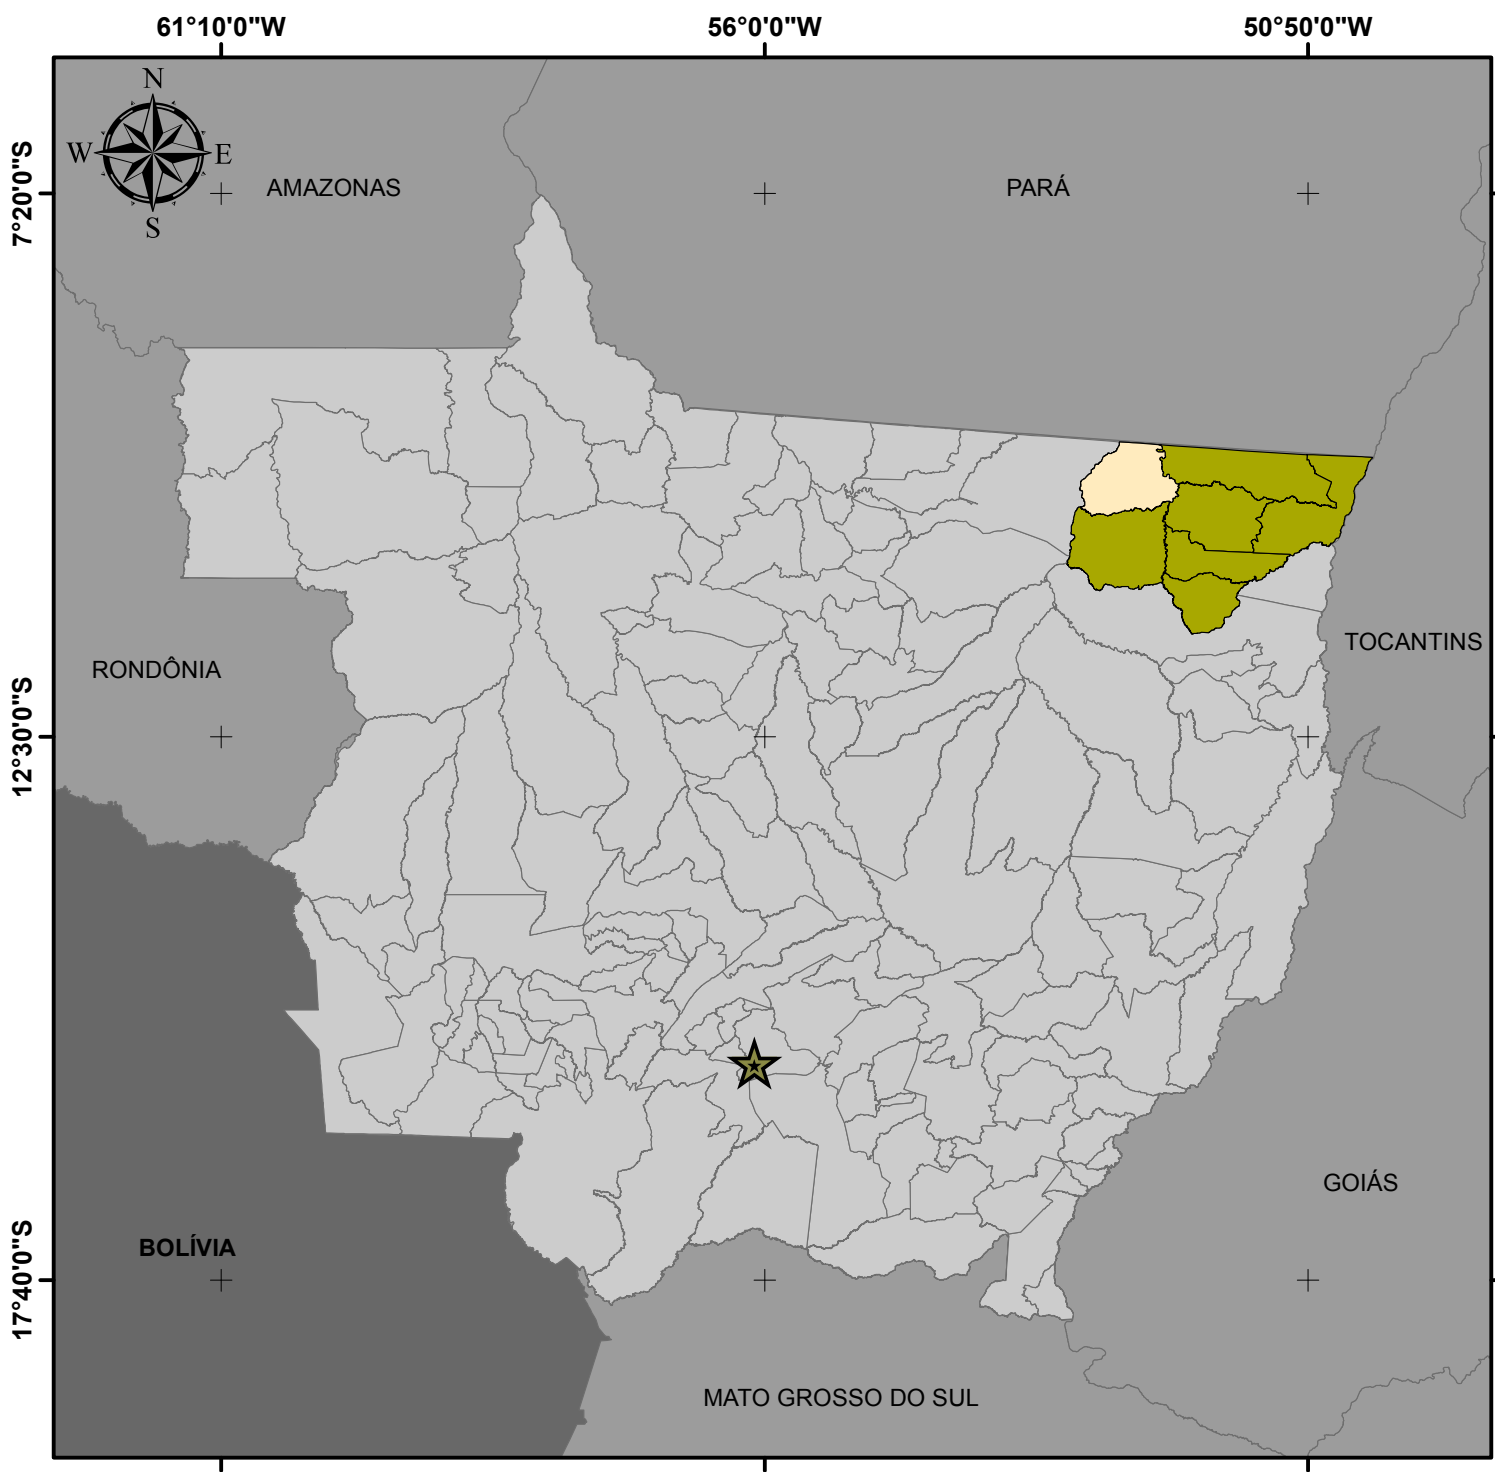 61°10'0"W 56°0'0"W 50°50'0"W
N
W E
S
7°20'0"S
AMAZONAS
PARÁ
TOCANTINS
RONDÔNIA
12°30'0"S
GOIÁS
BOLÍVIA
17°40'0"S
MATO GROSSO DO SUL